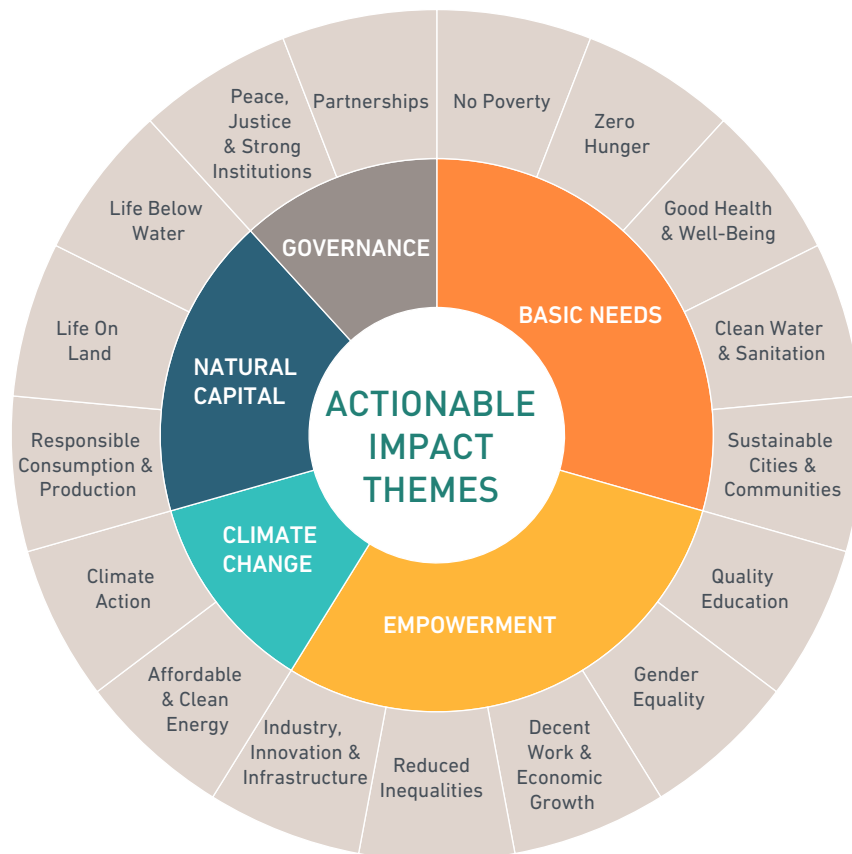 ACTIONABLE
IMPACT
THEMES
BASIC NEEDS
No Poverty
Zero
Hunger
Good Health
& Well-Being
Clean Water
& Sanitation
Sustainable
Cities &
Communities
EMPOWERMENT
Quality
Education
Gender
Equality
Decent
Work &
Economic
Growth
Reduced
Inequalities
Industry,
Innovation &
Infrastructure
CLIMATE
CHANGE
Affordable
& Clean
Energy
Climate
Action
NATURAL
CAPITAL
Responsible
Consumption &
Production
Life On
Land
Life Below
Water
GOVERNANCE
Peace,
Justice
& Strong
Institutions
Partnerships